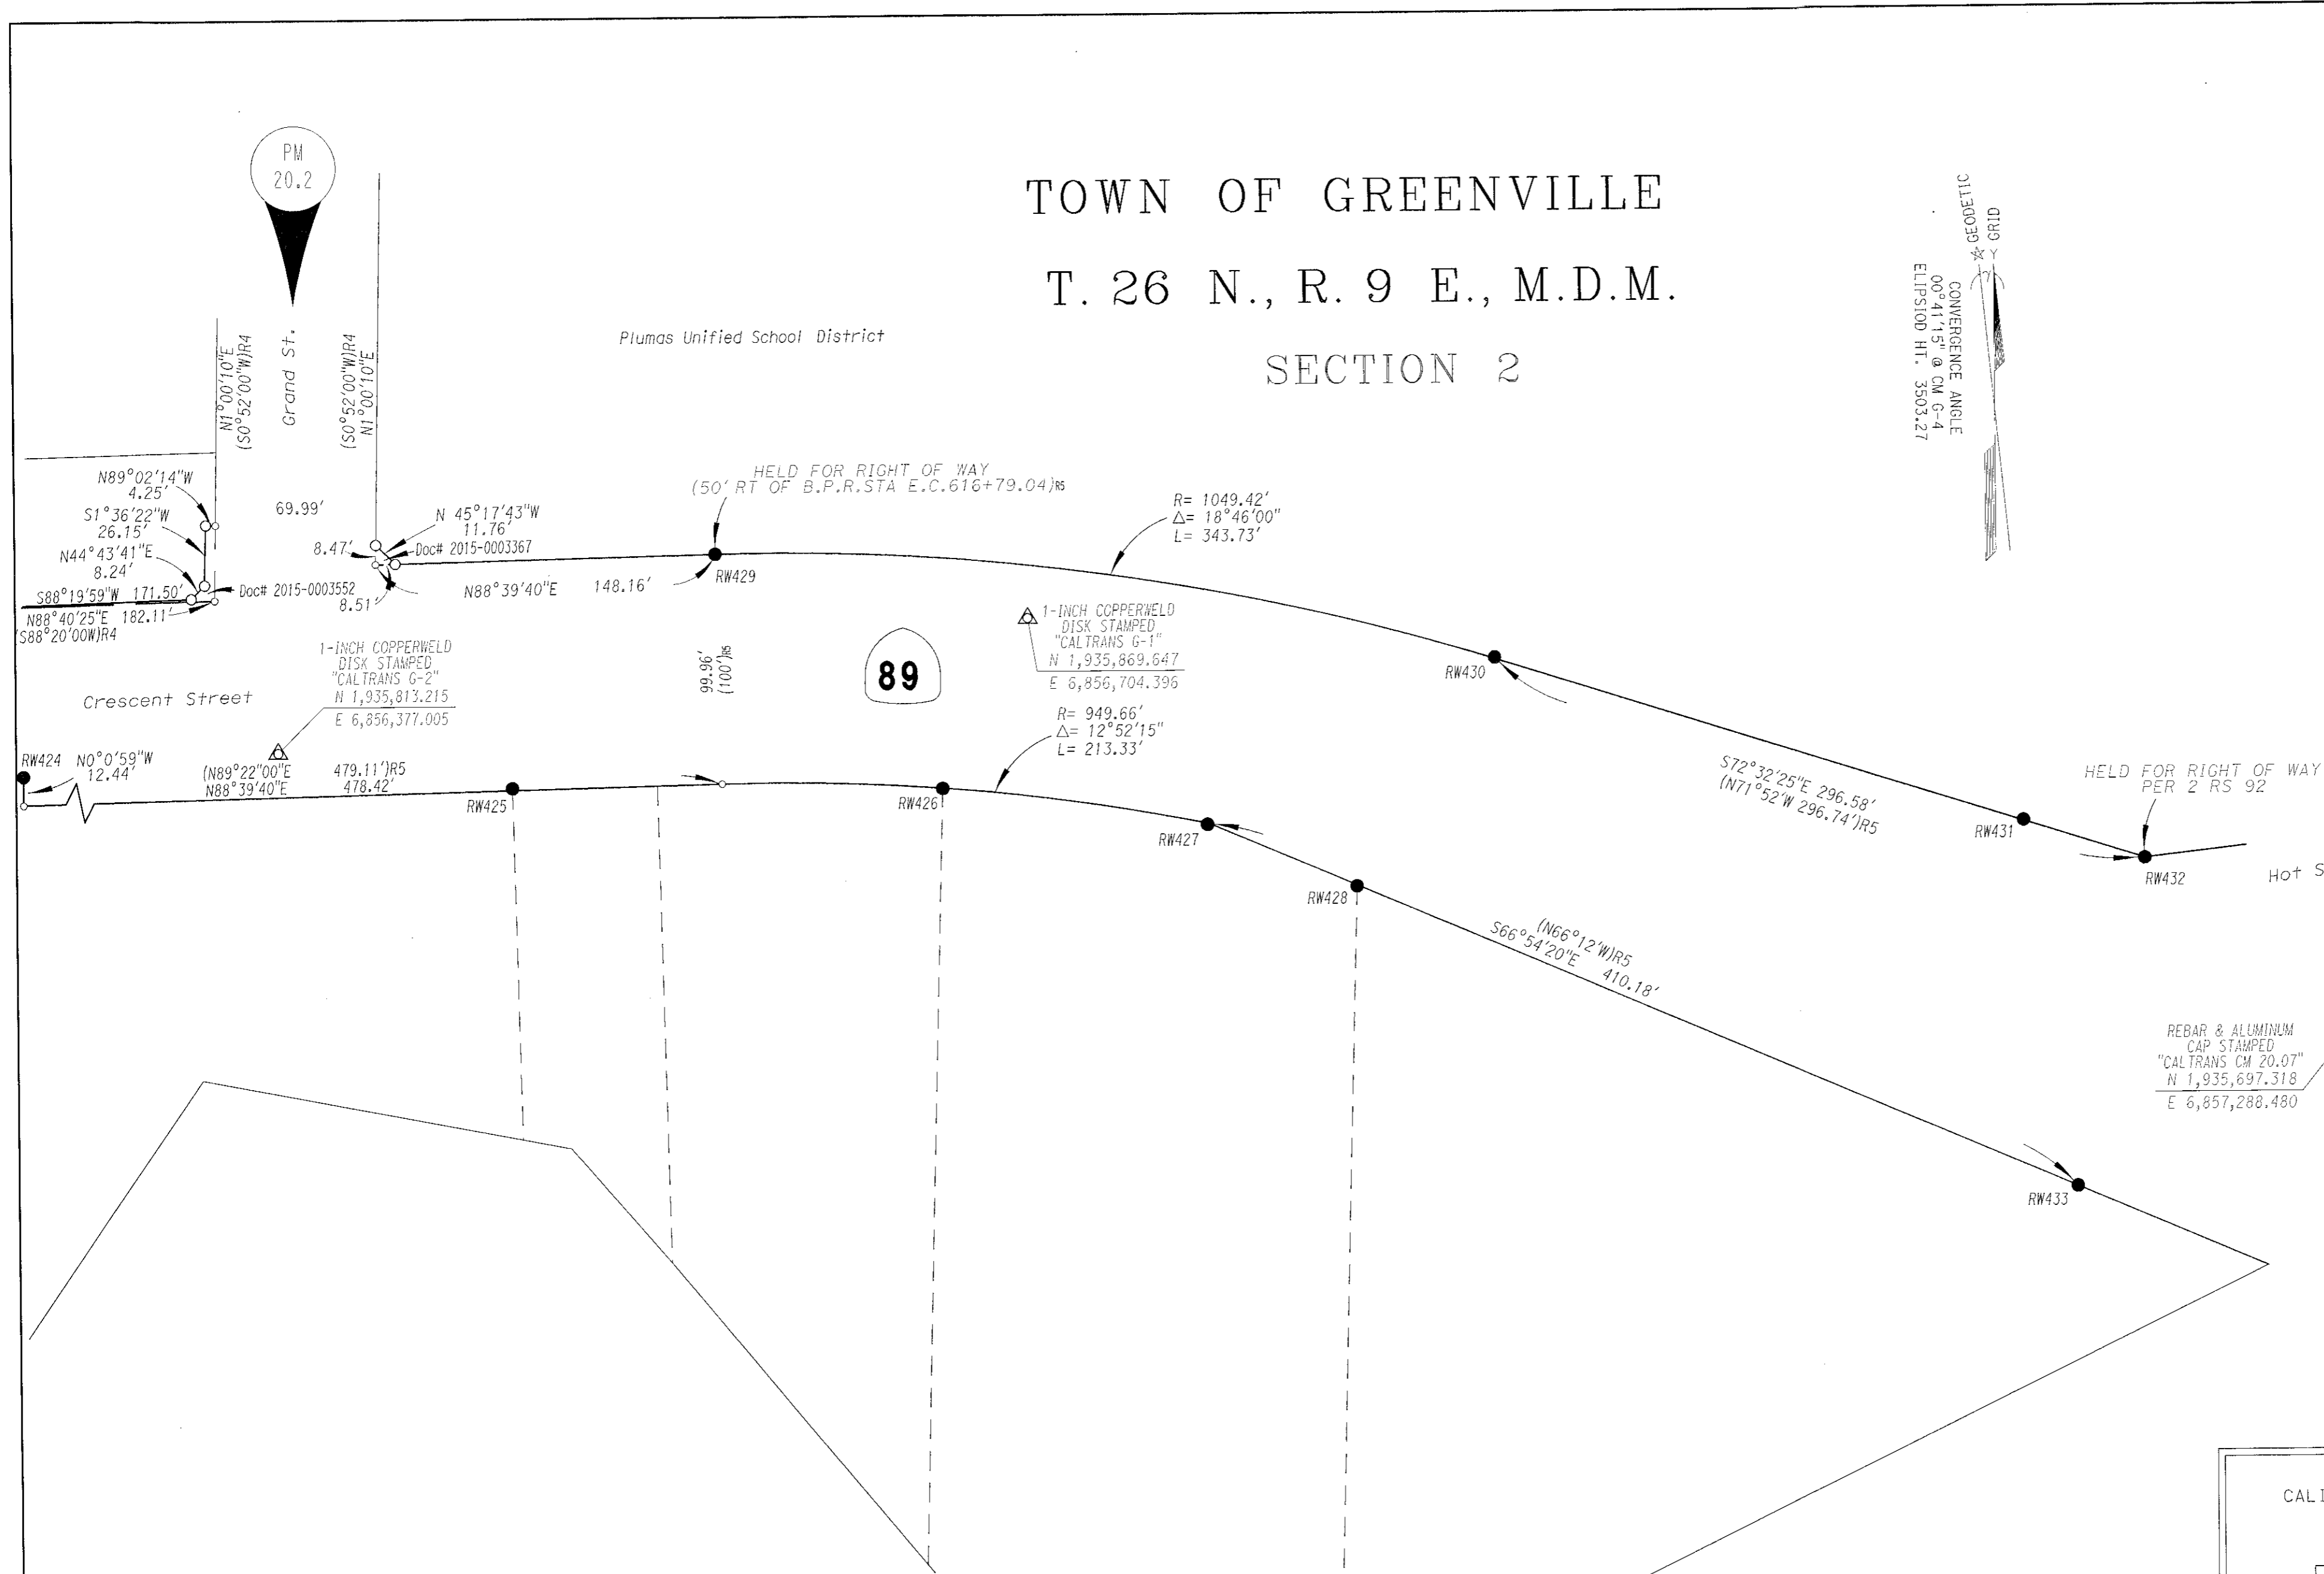 TOWN OF GREENVILLE
T. 26 N., R. 9 E., M.D.M.
SECTION 2
PM
20.2
GEODETIC
GRID
CONVERGENCE ANGLE
00°41'15" @ CM G-4
ELIPSIOD HT. 3503.27
Plumas Unified School District
N1°00'10"E
(S0°52'00"W)R4
Grand St.
(S0°52'00"W)R4
N1°00'10"E
N89°02'14"W
4.25'
S1°36'22"W
26.15'
N44°43'41"E
8.24'
S88°19'59"W 171.50'
N88°40'25"E 182.11'
(S88°20'00W)R4
Doc# 2015-0003552
69.99'
N 45°17'43"W
11.76'
8.47'
Doc# 2015-0003367
8.51'
N88°39'40"E 148.16'
HELD FOR RIGHT OF WAY
(50' RT OF B.P.R.STA E.C.616+79.04)R5
RW429
R= 1049.42'
Δ= 18°46'00"
L= 343.73'
1-INCH COPPERWELD
DISK STAMPED
"CALTRANS G-2"
N 1,935,813.215
E 6,856,377.005
Crescent Street
99.96'
(100')R5
89
1-INCH COPPERWELD
DISK STAMPED
"CALTRANS G-1"
N 1,935,869.647
E 6,856,704.396
R= 949.66'
Δ= 12°52'15"
L= 213.33'
RW430
RW424
N0°0'59"W
12.44'
(N89°22"00"E 479.11')R5
N88°39'40"E 478.42'
RW425
RW426
RW427
RW428
S72°32'25"E 296.58'
(N71°52'W 296.74')R5
RW431
HELD FOR RIGHT OF WAY
PER 2 RS 92
RW432
Hot S
(N66°12'W)R5
S66°54'20"E 410.18'
REBAR & ALUMINUM
CAP STAMPED
"CALTRANS CM 20.07"
N 1,935,697.318
E 6,857,288.480
RW433
CALI